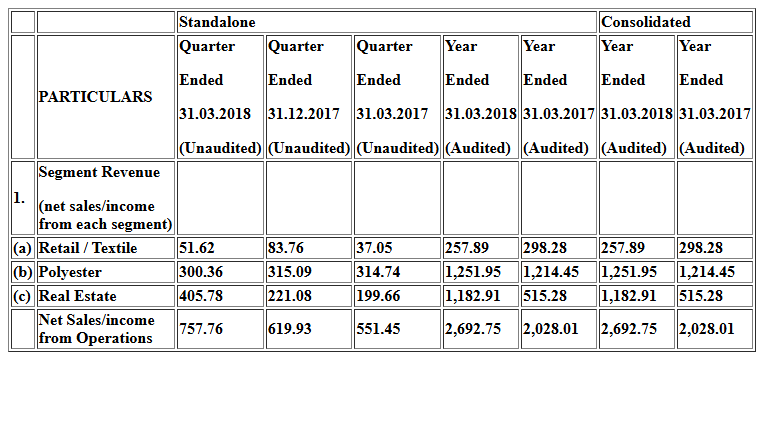 Standalone Consolidated
PARTICULARS Quarter Ended 31.03.2018 (Unaudited) Quarter Ended 31.12.2017 (Unaudited) Quarter Ended 31.03.2017 (Unaudited) Year Ended 31.03.2018 (Audited) Year Ended 31.03.2017 (Audited) Year Ended 31.03.2018 (Audited) Year Ended 31.03.2017 (Audited)
1. Segment Revenue
(net sales/income
from each segment)
(a) Retail / Textile 51.62 83.76 37.05 257.89 298.28 257.89 298.28
(b) Polyester 300.36 315.09 314.74 1,251.95 1,214.45 1,251.95 1,214.45
(c) Real Estate 405.78 221.08 199.66 1,182.91 515.28 1,182.91 515.28
Net Sales/income
from Operations 757.76 619.93 551.45 2,692.75 2,028.01 2,692.75 2,028.01